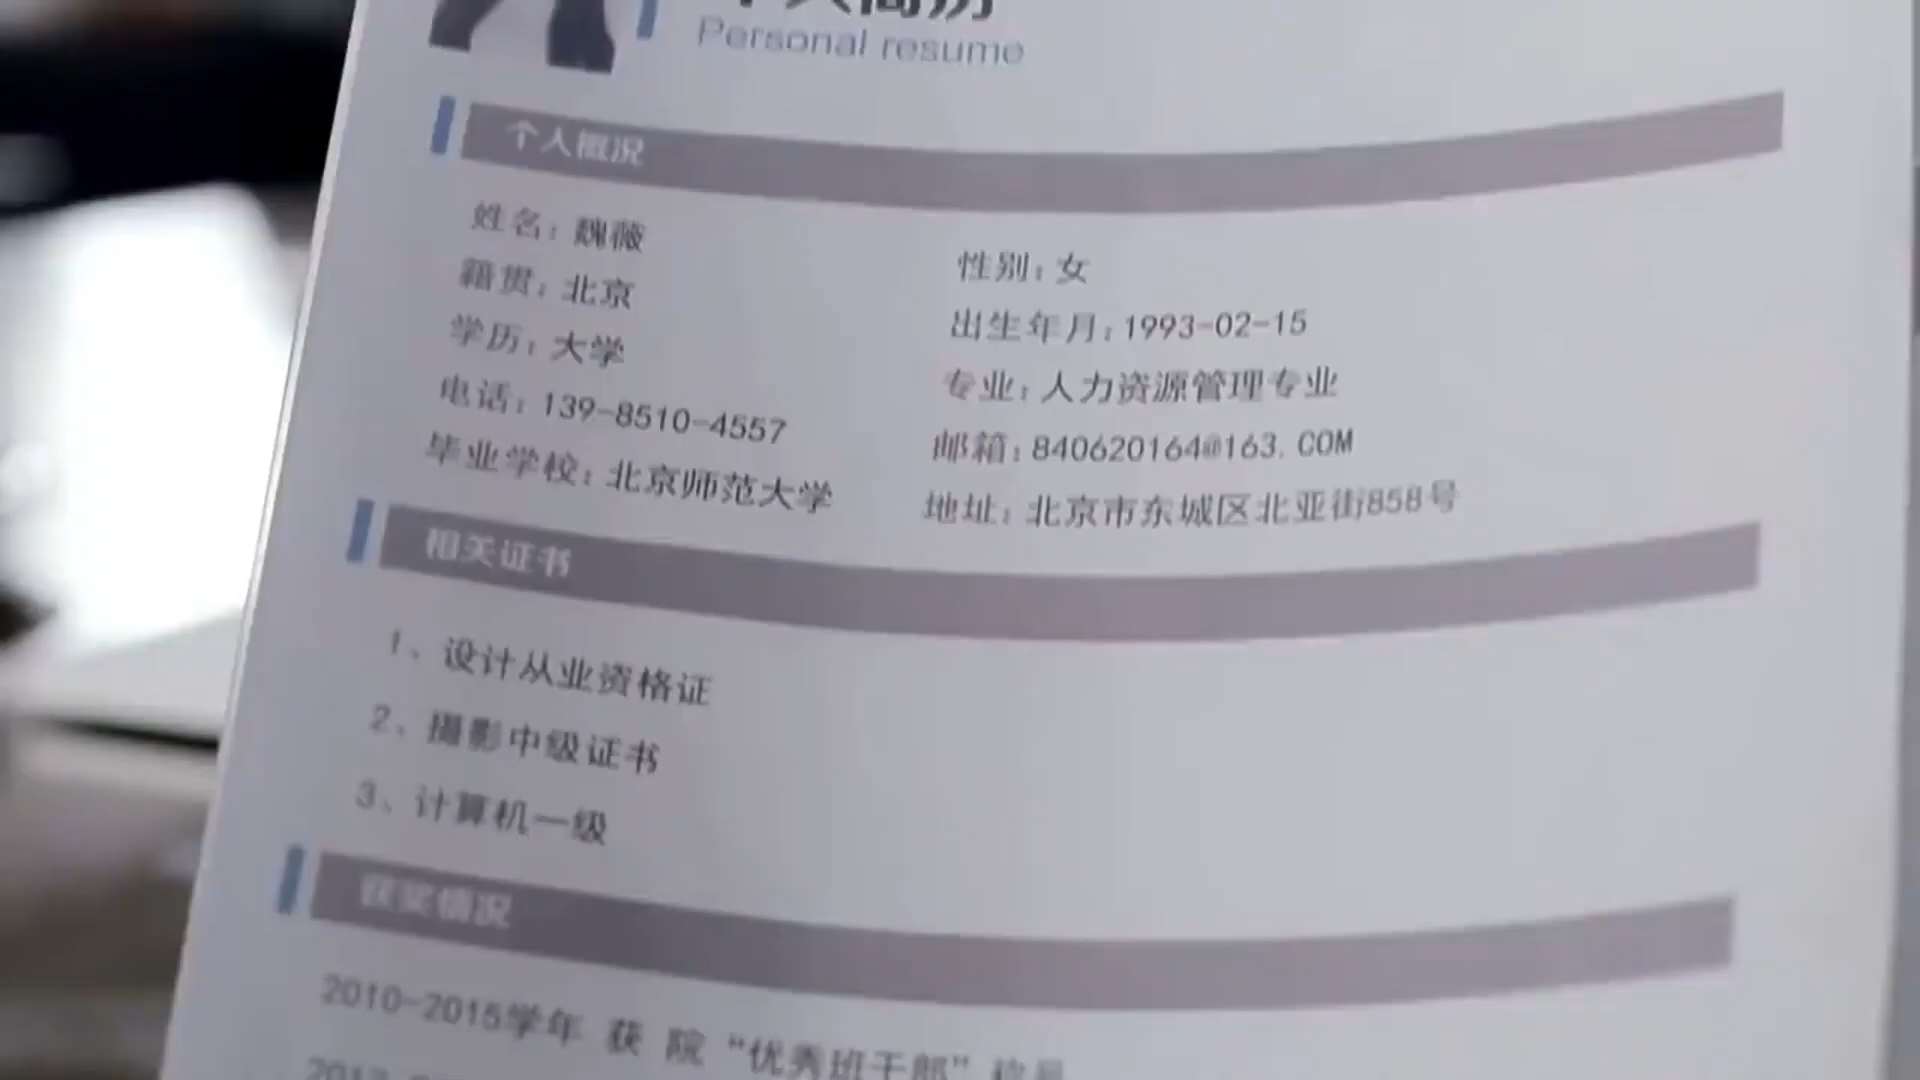 个人简历
Personal resume
个人概况
姓名：魏薇
性别：女
籍贯：北京
出生年月：1993-02-15
学历：大学
专业：人力资源管理专业
电话：139-8510-4557
邮箱：840620164@163.COM
毕业学校：北京师范大学
地址：北京市东城区北亚街858号
相关证书
1、设计从业资格证
2、摄影中级证书
3、计算机一级
获奖情况
2010-2015学年 获 院 “优秀班干部” 称号